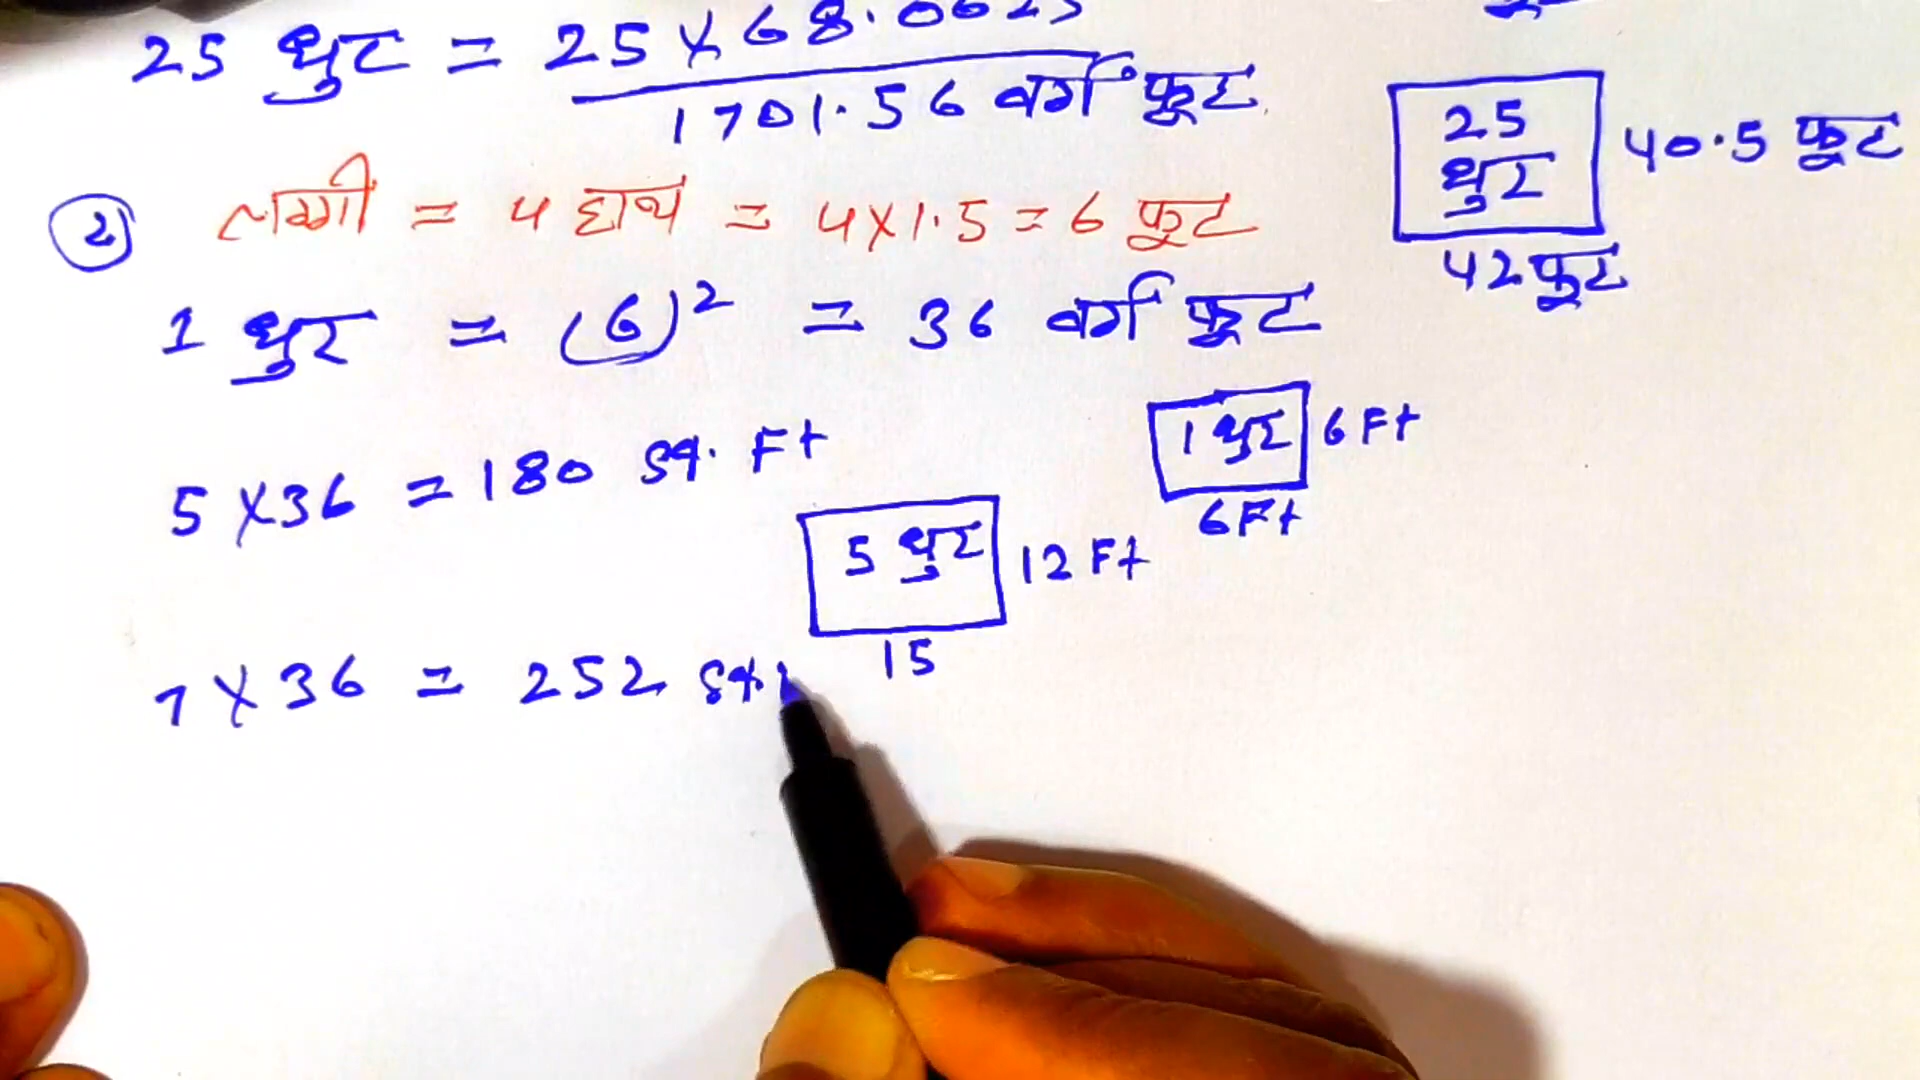 25 धुर = 25 X 68.0625
1701.56 वर्ग फूट
25
धुर
40.5 फूट
42 फूट
2) लग्गी = 4 हाथ = 4X1.5 = 6 फूट
1 धुर = (6)² = 36 वर्ग फूट
1 धुर 6 Ft
6 Ft
5 X 36 = 180 sq. Ft
5 धुर 12 Ft
15
7 X 36 = 252 sq.